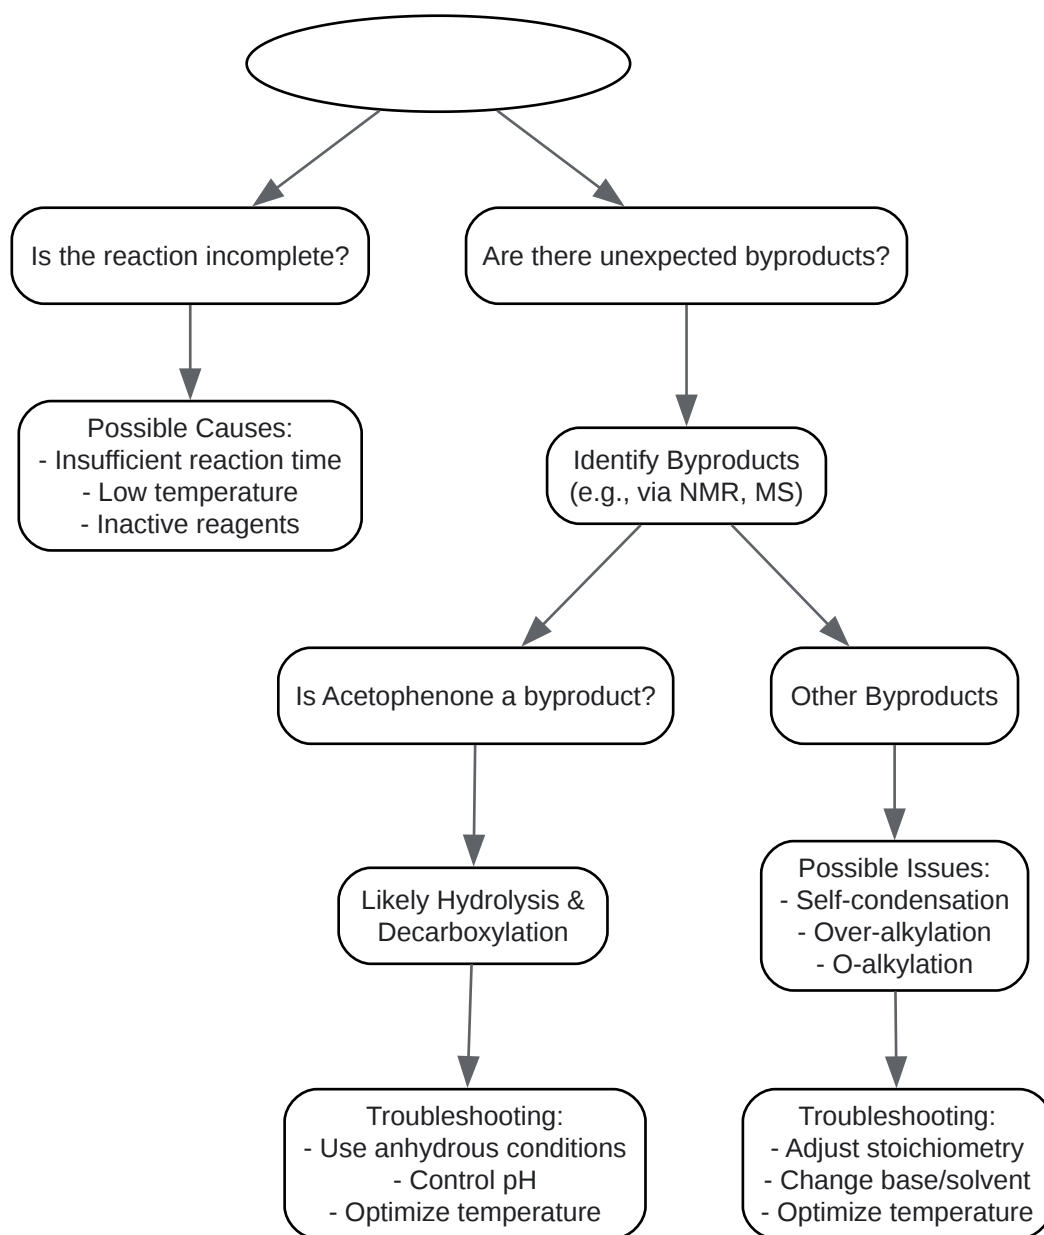 Is the reaction incomplete?
Are there unexpected byproducts?
Possible Causes:
- Insufficient reaction time
- Low temperature
- Inactive reagents
Identify Byproducts
(e.g., via NMR, MS)
Is Acetophenone a byproduct?
Other Byproducts
Likely Hydrolysis &
Decarboxylation
Possible Issues:
- Self-condensation
- Over-alkylation
- O-alkylation
Troubleshooting:
- Use anhydrous conditions
- Control pH
- Optimize temperature
Troubleshooting:
- Adjust stoichiometry
- Change base/solvent
- Optimize temperature